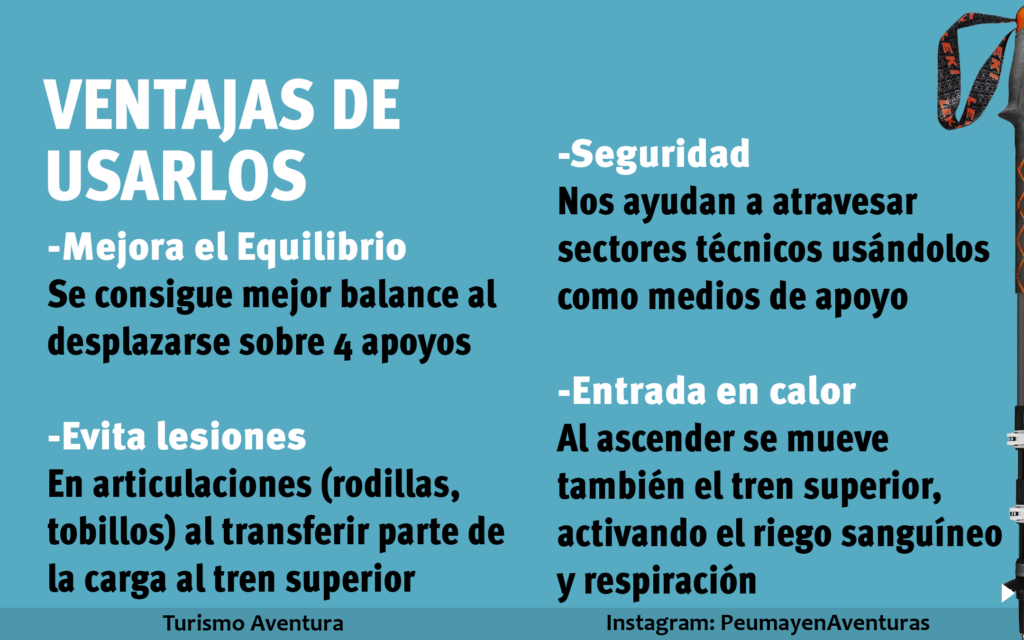 VENTAJAS DE
USARLOS
-Mejora el Equilibrio
Se consigue mejor balance al
desplazarse sobre 4 apoyos
-Evita lesiones
En articulaciones (rodillas,
tobillos) al transferir parte de
la carga al tren superior
-Seguridad
Nos ayudan a atravesar
sectores técnicos usándolos
como medios de apoyo
-Entrada en calor
Al ascender se mueve
también el tren superior,
activando el riego sanguíneo
y respiración
LEKI
Turismo Aventura
Instagram: PeumayenAventuras